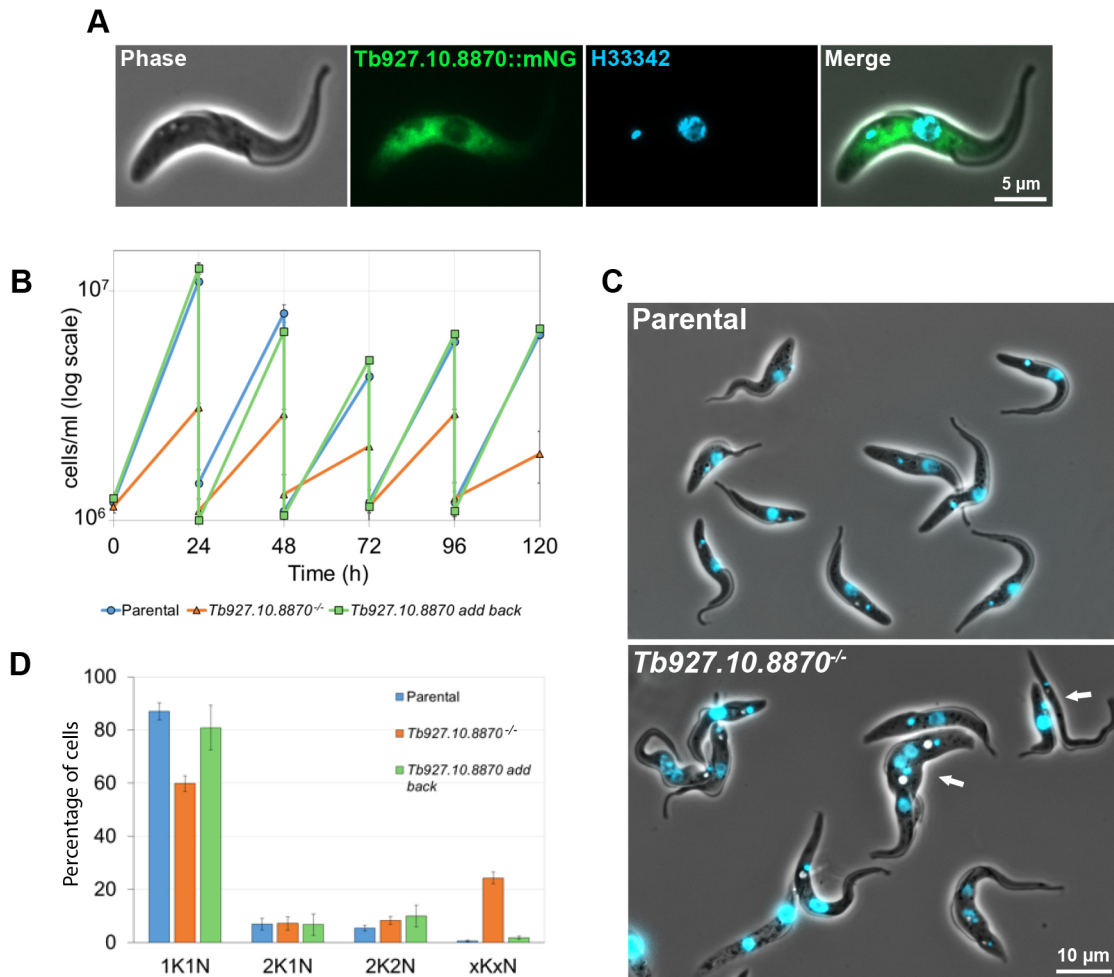 A
Phase
Tb927.10.8870::mNG
H33342
Merge
5 µm
B
cells/ml (log scale)
10⁷
10⁶
0 24 48 72 96 120
Time (h)
Parental Tb927.10.8870-/- Tb927.10.8870 add back
C
Parental
Tb927.10.8870-/-
10 µm
D
Percentage of cells
100
80
60
40
20
0
Parental
Tb927.10.8870-/-
Tb927.10.8870 add
back
1K1N 2K1N 2K2N xKxN